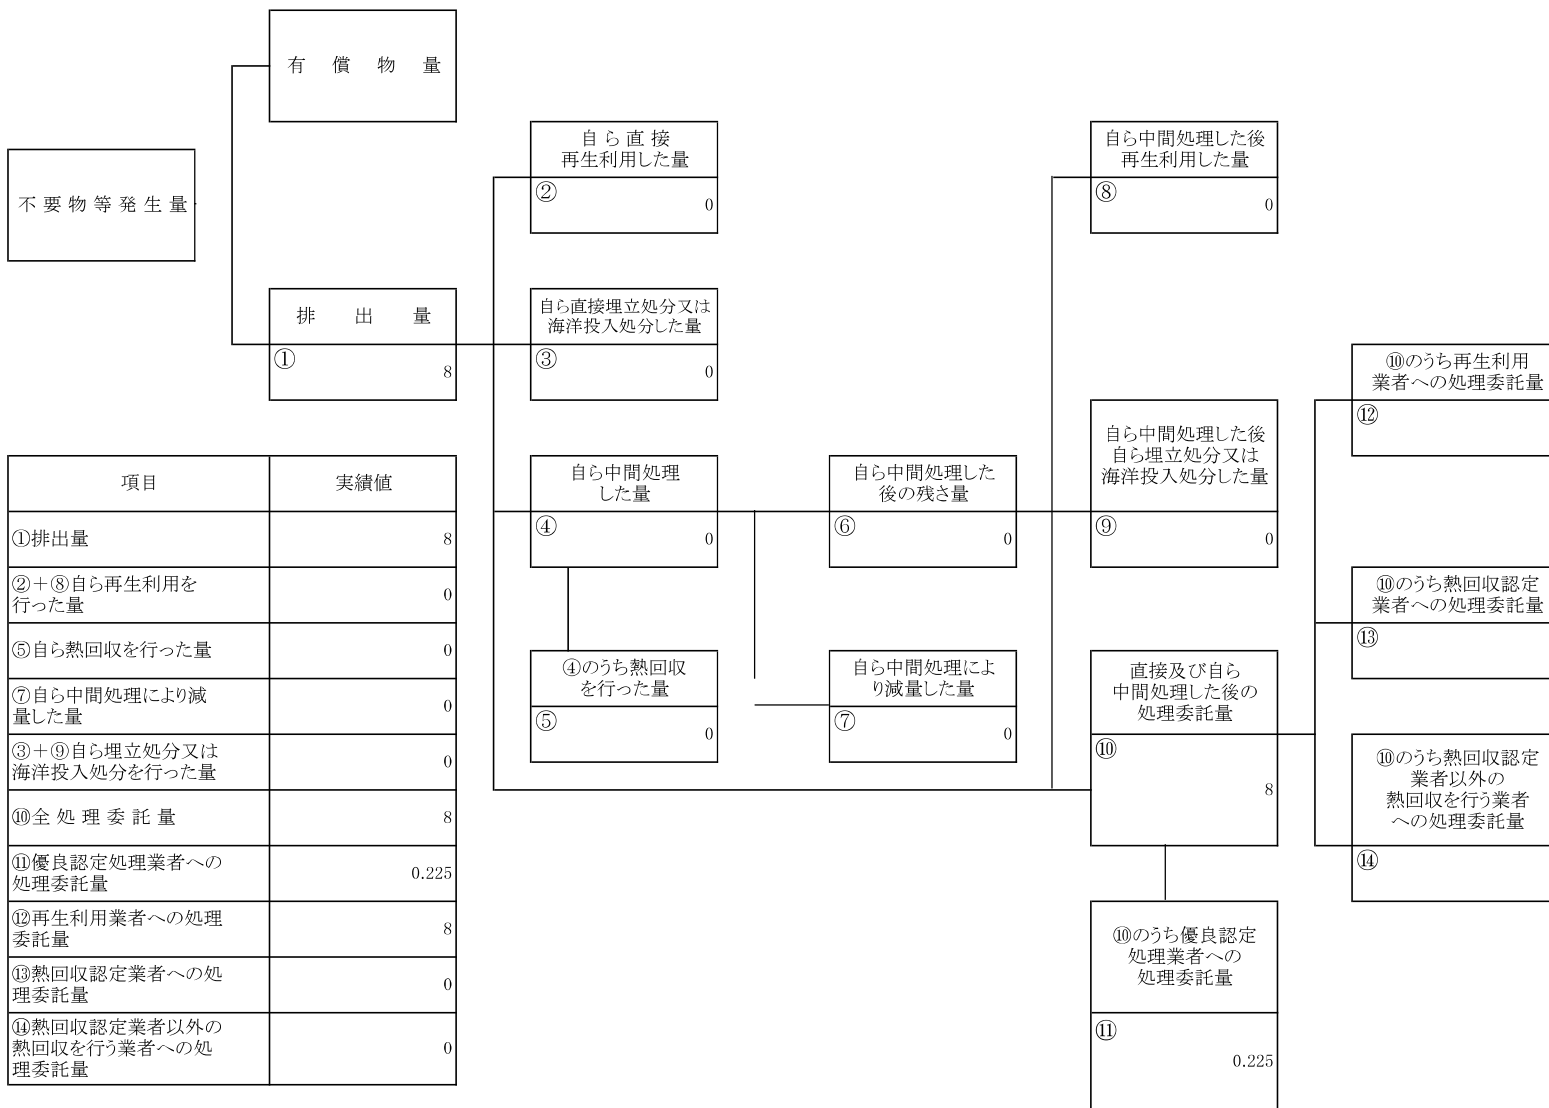 有償物量
不要物等発生量
排出量
①
8
自ら直接
再生利用した量
②
0
自ら直接埋立処分又は
海洋投入処分した量
③
0
自ら中間処理
した量
④
0
④のうち熱回収
を行った量
⑤
0
自ら中間処理した
後の残さ量
⑥
0
自ら中間処理によ
り減量した量
⑦
0
自ら中間処理した後
再生利用した量
⑧
0
自ら中間処理した後
自ら埋立処分又は
海洋投入処分した量
⑨
0
直接及び自ら
中間処理した後の
処理委託量
⑩
8
⑩のうち優良認定
処理業者への
処理委託量
⑪
0.225
⑩のうち再生利用
業者への処理委託量
⑫
⑩のうち熱回収認定
業者への処理委託量
⑬
⑩のうち熱回収認定
業者以外の
熱回収を行う業者
への処理委託量
⑭
項目 実績値
①排出量 8
②+⑧自ら再生利用を
行った量 0
⑤自ら熱回収を行った量 0
⑦自ら中間処理により減
量した量 0
③+⑨自ら埋立処分又は
海洋投入処分を行った量 0
⑩全処理委託量 8
⑪優良認定処理業者への
処理委託量 0.225
⑫再生利用業者への処理
委託量 8
⑬熱回収認定業者への処
理委託量 0
⑭熱回収認定業者以外の
熱回収を行う業者への処
理委託量 0